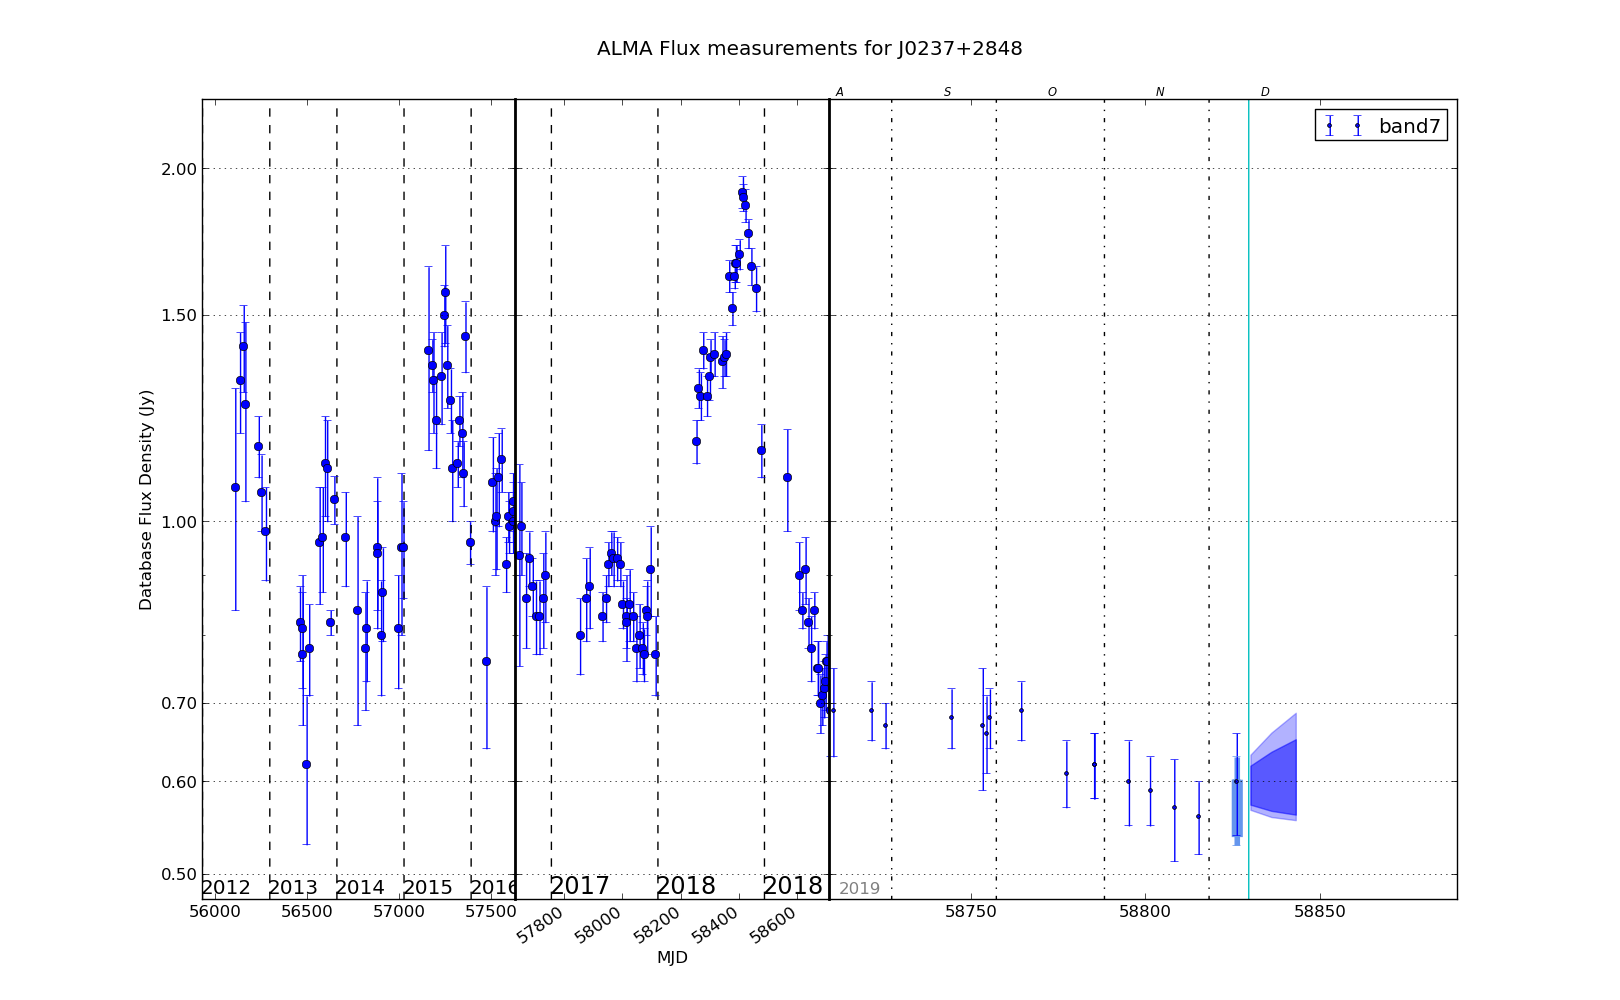 ALMA Flux measurements for J0237+2848
A S O N D
band7
Database Flux Density (Jy)
2.00
1.50
1.00
0.70
0.60
0.50
2012 2013 2014 2015 2016 2017 2018 2018 2019
56000 56500 57000 57500 57800 58000 58200 58400 58600 58750 58800 58850
MJD